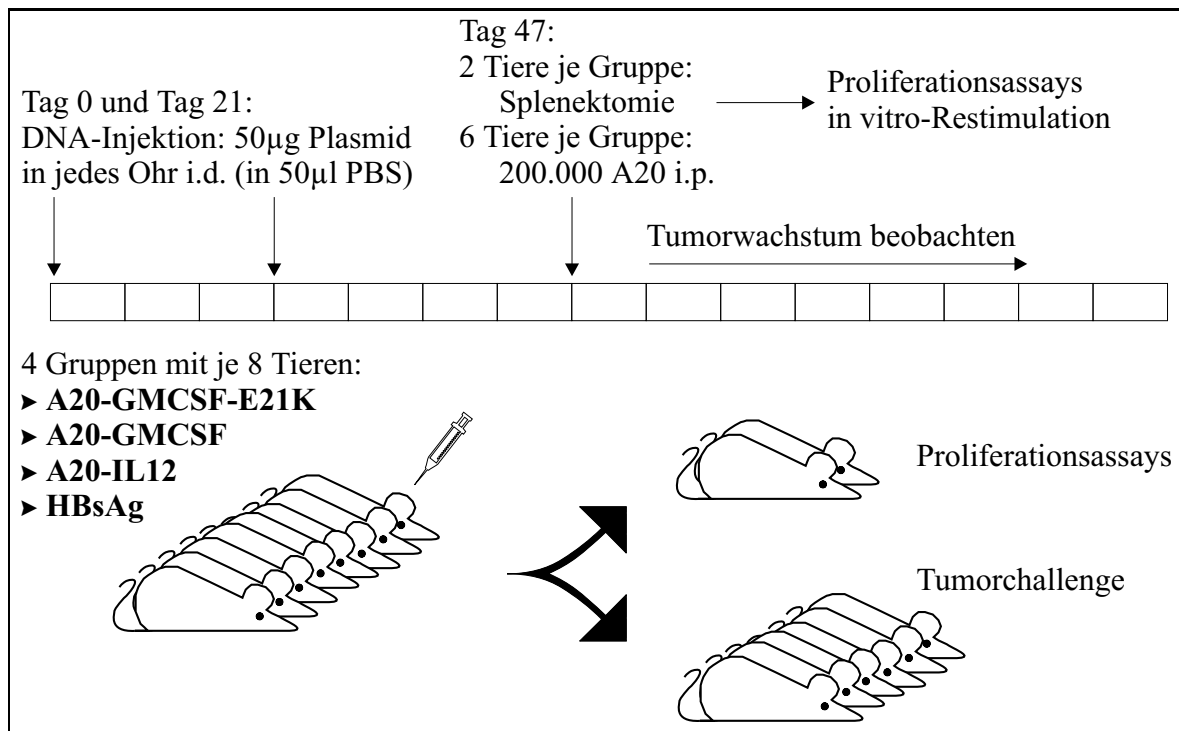 Tag 0 und Tag 21:
DNA-Injektion: 50µg Plasmid
in jedes Ohr i.d. (in 50µl PBS)
Tag 47:
2 Tiere je Gruppe:
Splenektomie
6 Tiere je Gruppe:
200.000 A20 i.p.
Proliferationsassays
in vitro-Restimulation
Tumorwachstum beobachten
4 Gruppen mit je 8 Tieren:
➤ A20-GMCSF-E21K
➤ A20-GMCSF
➤ A20-IL12
➤ HBsAg
Proliferationsassays
Tumorchallenge